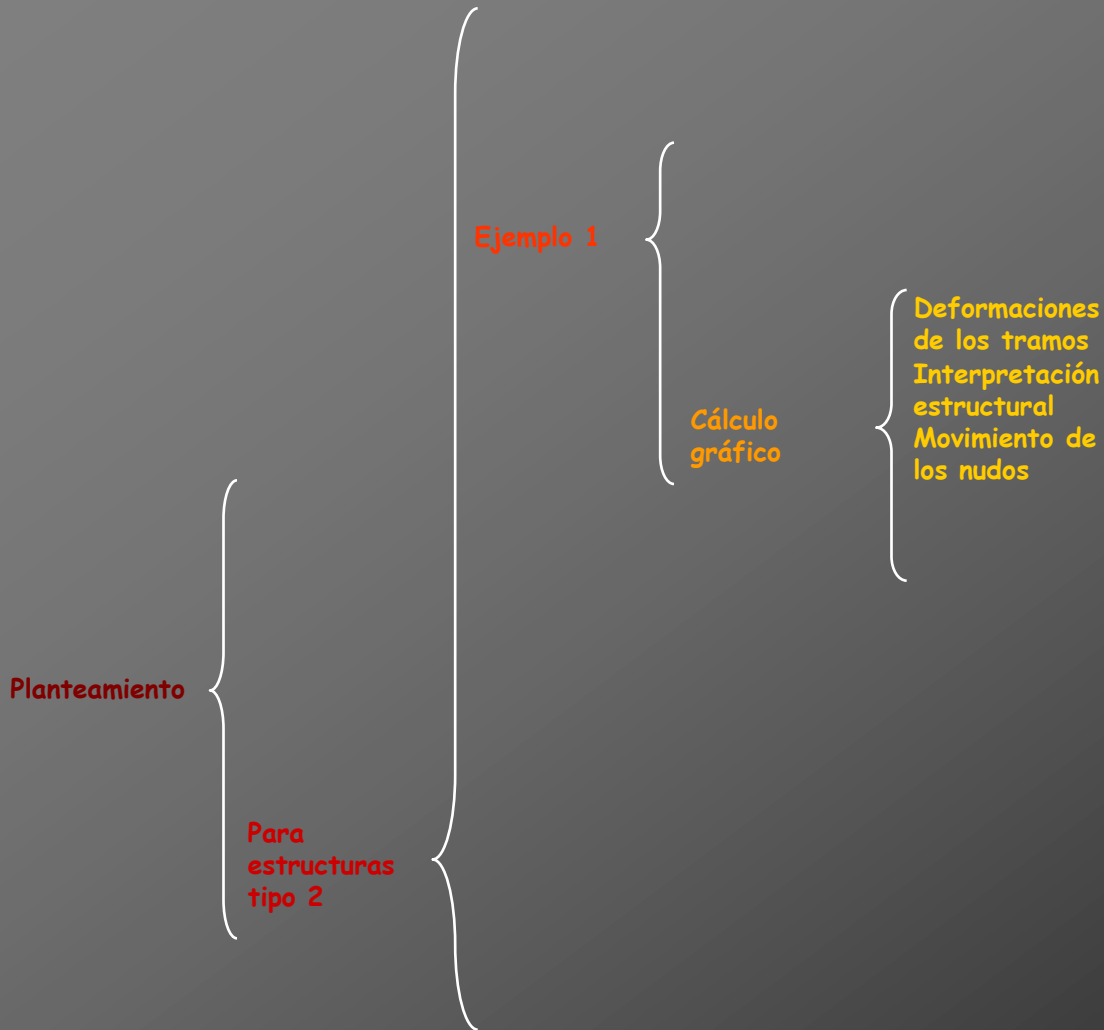 Ejemplo 1
Deformaciones
de los tramos
Interpretación
estructural
Movimiento de
los nudos
Cálculo
gráfico
Planteamiento
Para
estructuras
tipo 2